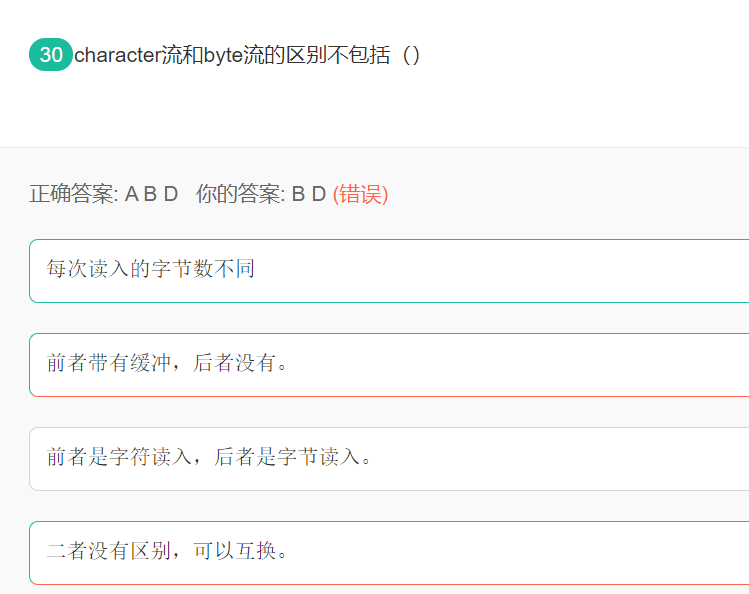 30 character流和byte流的区别不包括（）
正确答案: A B D 你的答案: B D (错误)
每次读入的字节数不同
前者带有缓冲，后者没有。
前者是字符读入，后者是字节读入。
二者没有区别，可以互换。